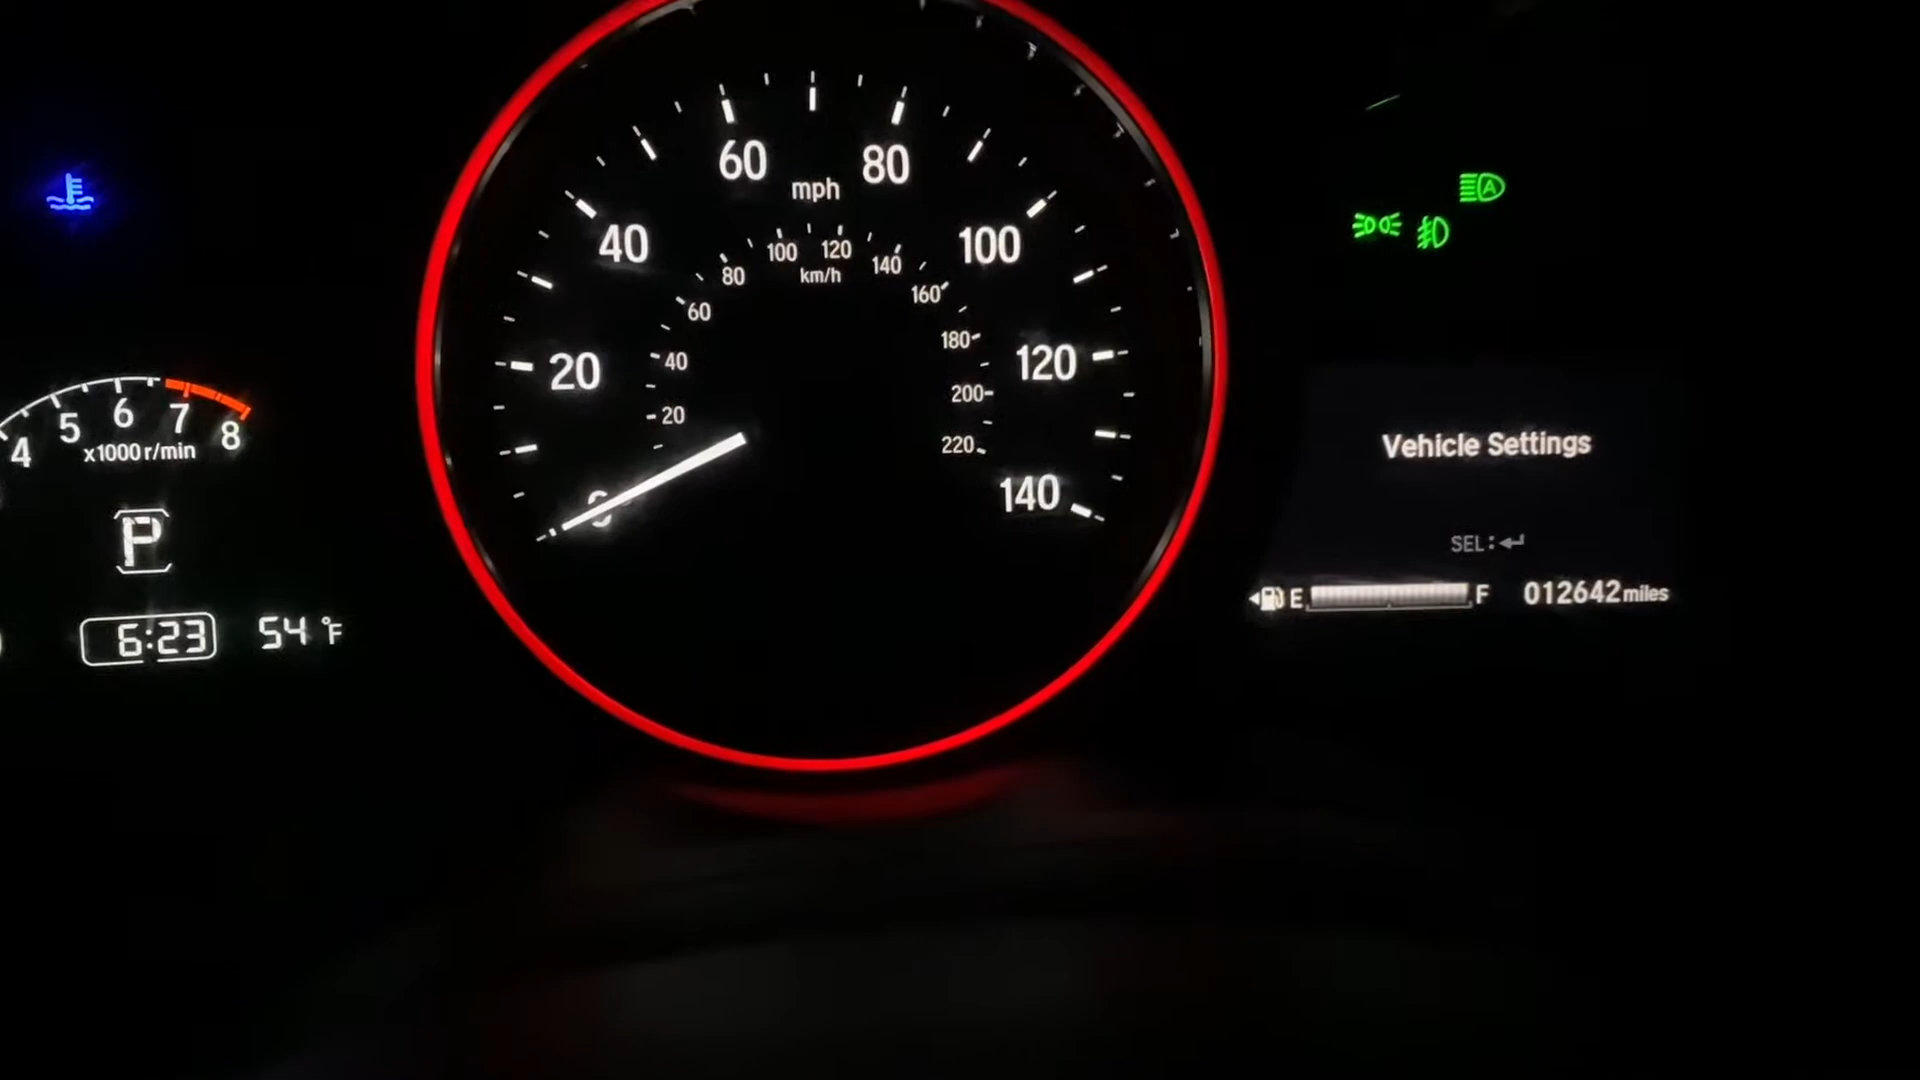 4 5 6 7 8
x1000r/min
P
6:23
54 °F
0 20 40 60 80 100 120 140
mph
20 40 60 80 100 120 140 160 180 200 220
km/h
A
Vehicle Settings
SEL:
E F
012642 miles